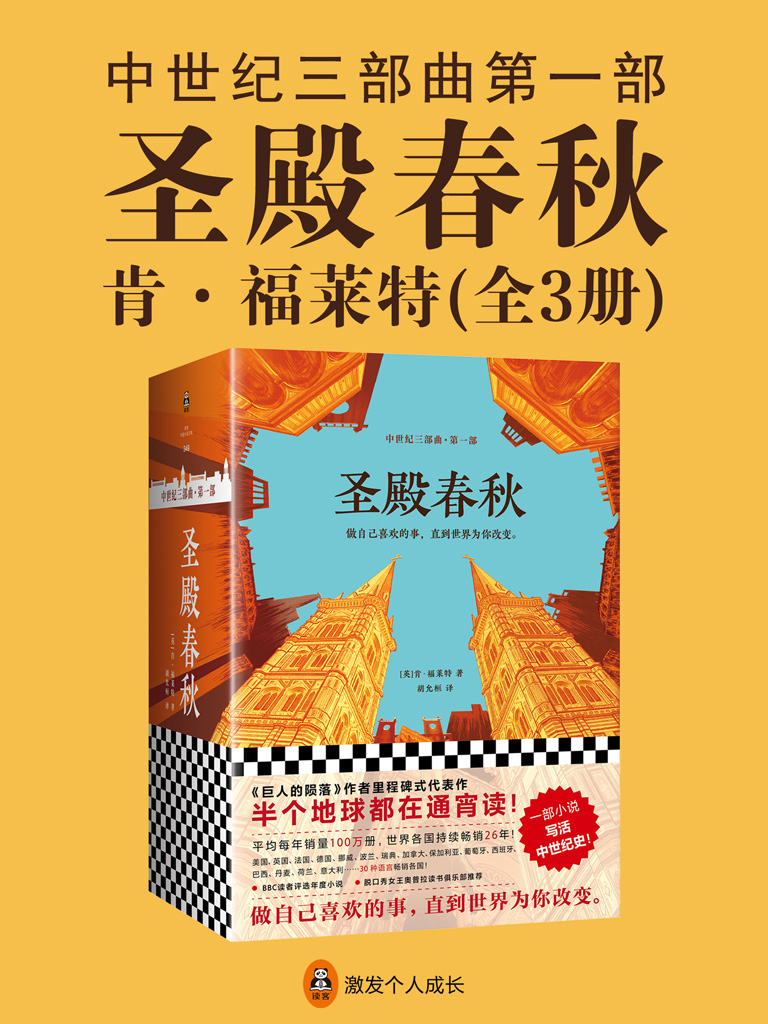 中世纪三部曲第一部
圣殿春秋
肯·福莱特(全3册)
中世纪三部曲·第一部
圣殿春秋
[英]肯·福莱特 著
胡允桓 译
中世纪三部曲·第一部
圣殿春秋
做自己喜欢的事，直到世界为你改变。
[英]肯·福莱特 著
胡允桓 译
《巨人的陨落》作者里程碑式代表作
半个地球都在通宵读！
平均每年销量100万册，世界各国持续畅销26年！
美国、英国、法国、德国、挪威、波兰、瑞典、加拿大、保加利亚、葡萄牙、西班牙、
巴西、丹麦、荷兰、意大利……30种语言畅销各国！
● BBC读者评选年度小说 ● 脱口秀女王奥普拉读书俱乐部推荐
做自己喜欢的事，直到世界为你改变。
一部小说
写活
中世纪史！
读客
激发个人成长